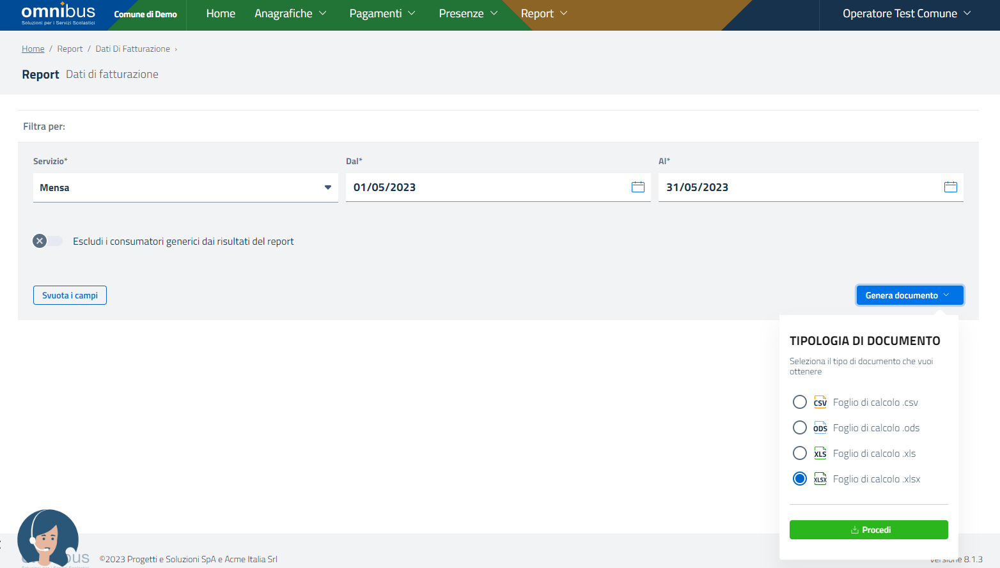 omnibus
Soluzioni per i Servizi Scolastici
Comune di Demo
Home
Anagrafiche
Pagamenti
Presenze
Report
Operatore Test Comune
Home / Report / Dati Di Fatturazione ›
Report Dati di fatturazione
Filtra per:
Servizio*
Dal*
Al*
Mensa
01/05/2023
31/05/2023
Escludi i consumatori generici dai risultati del report
Svuota i campi
Genera documento
TIPOLOGIA DI DOCUMENTO
Seleziona il tipo di documento che vuoi
ottenere
CSV Foglio di calcolo .csv
ODS Foglio di calcolo .ods
XLS Foglio di calcolo .xls
XLSX Foglio di calcolo .xlsx
Procedi
©2023 Progetti e Soluzioni SpA e Acme Italia Srl
Versione 8.1.3